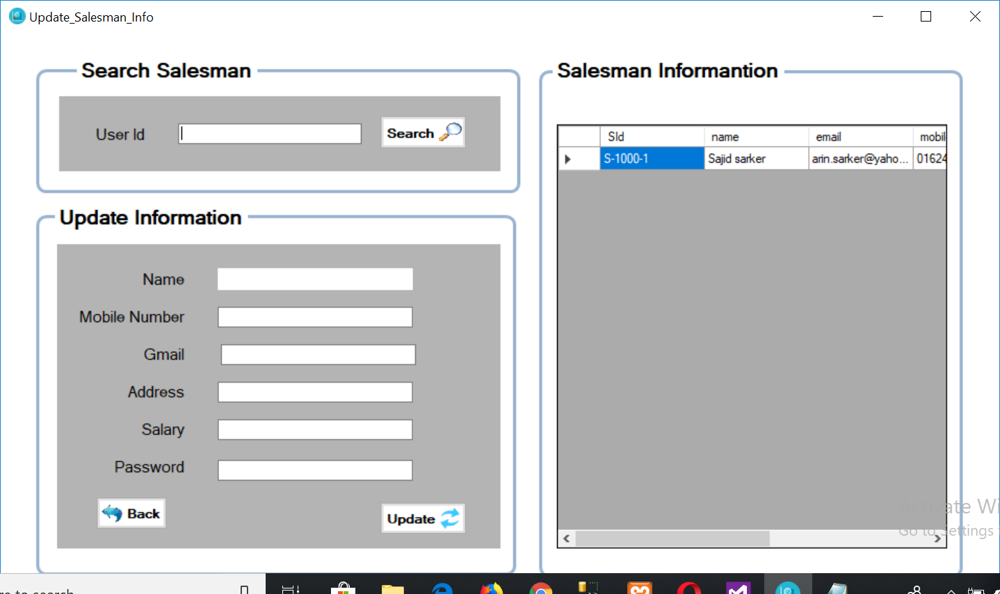 Update_Salesman_Info
Search Salesman
User Id
Search
Update Information
Name
Mobile Number
Gmail
Address
Salary
Password
Back
Update
Salesman Informantion
SId name email mobil
S-1000-1 Sajid sarker arin.sarker@yaho... 01624
Activate Wi
Go to Settings
re to search